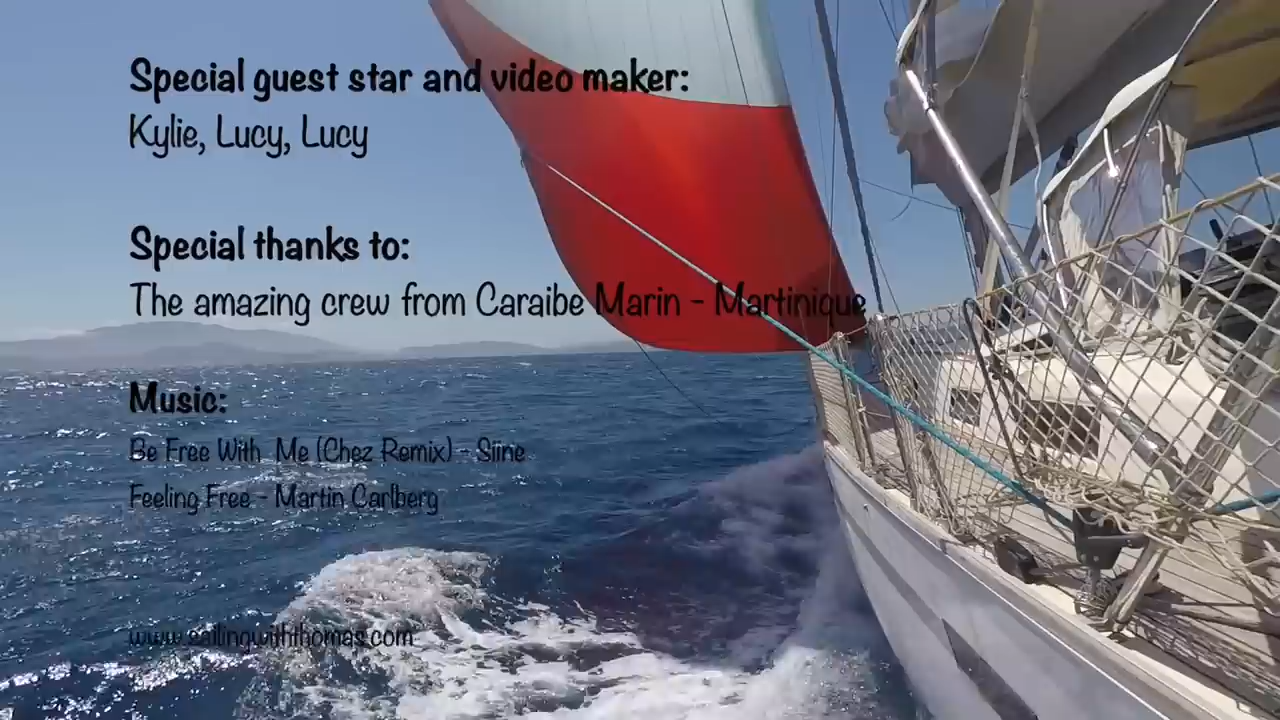 Special guest star and video maker:
Kylie, Lucy, Lucy
Special thanks to:
The amazing crew from Caraibe Marin - Martinique
Music:
Be Free With Me (Chez Remix) - Siine
Feeling Free - Martin Carlberg
www.sailingwiththomas.com